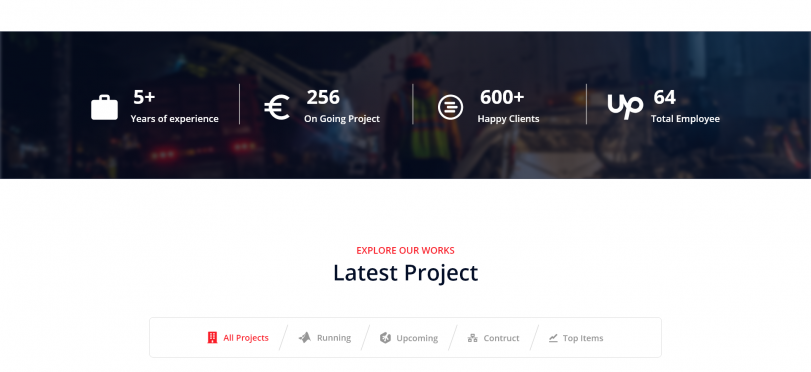 5+
Years of experience
256
On Going Project
600+
Happy Clients
64
Total Employee
EXPLORE OUR WORKS
Latest Project
All Projects
Running
Upcoming
Contruct
Top Items